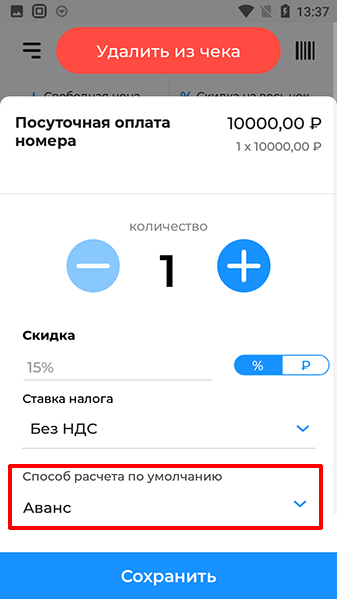 13:37
Удалить из чека
Свободная цена
% Скидка на весь чек
Посуточная оплата
номера
10000,00 ₽
1 x 10000,00 ₽
количество
1
Скидка
15%
% ₽
Ставка налога
Без НДС
Способ расчета по умолчанию
Аванс
Сохранить